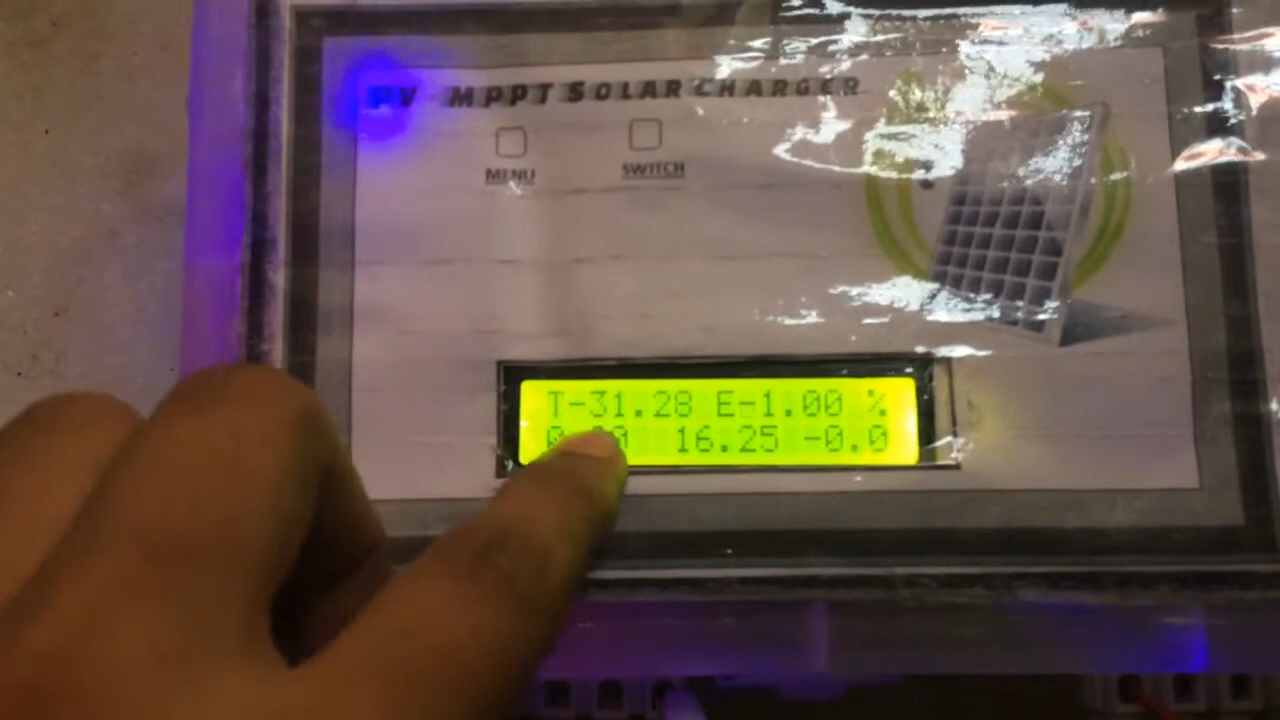 PV MPPT SOLAR CHARGER
MENU
SWITCH
T-31.28 E-1.00 %
16.25 -0.0